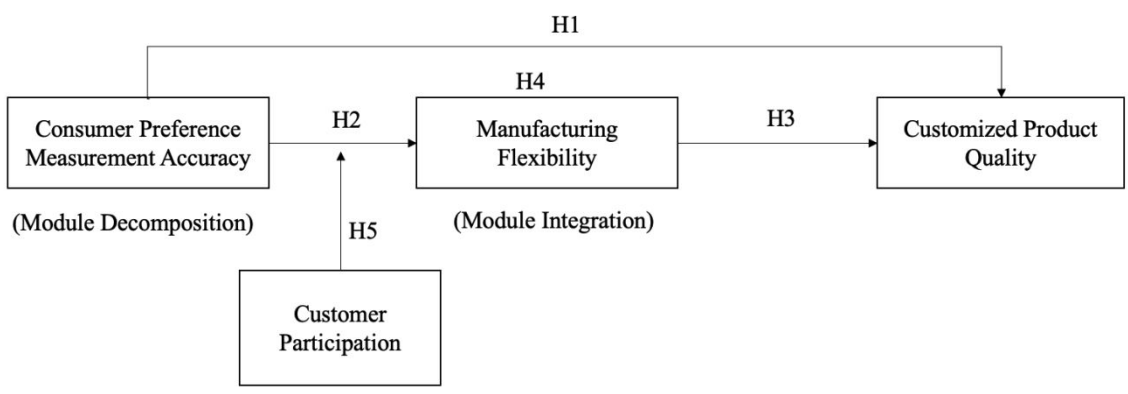 H1
H4
Consumer Preference
Measurement Accuracy
H2
Manufacturing
Flexibility
H3
Customized Product
Quality
(Module Decomposition)
(Module Integration)
H5
Customer
Participation